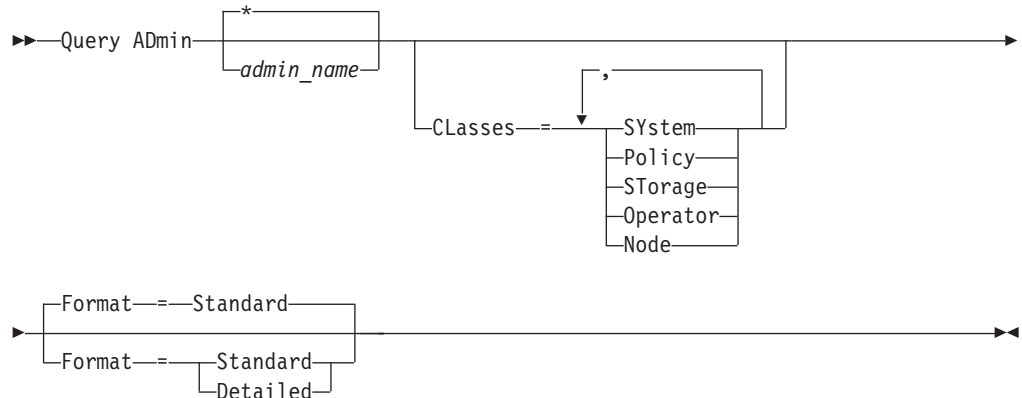 *
Query ADmin
admin_name
,
CLasses = SYstem
Policy
STorage
Operator
Node
Format = Standard
Format = Standard
Detailed